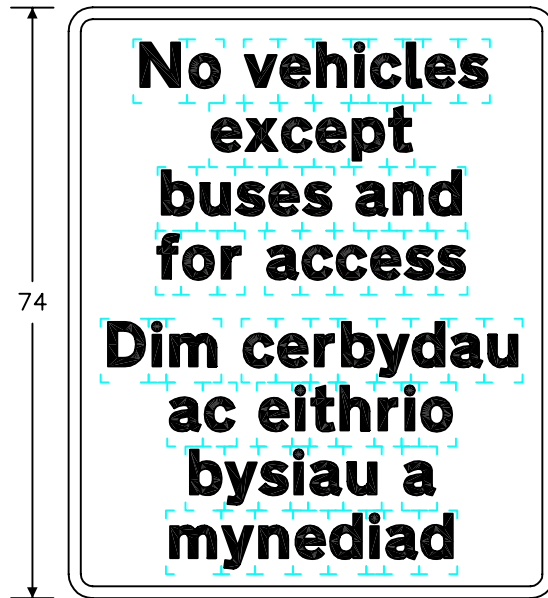 No vehicles
except
buses and
for access
74
Dim cerbydau
ac eithrio
bysiau a
mynediad